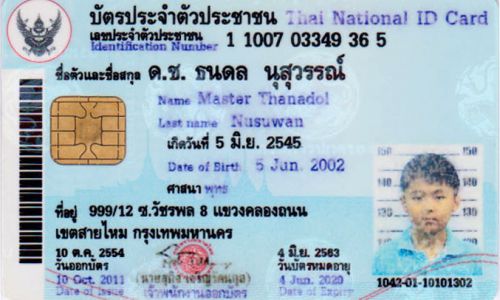 บัตรประจำตัวประชาชน Thai National ID Card
เลขประจำตัวประชาชน 1 1007 03349 36 5
Identification Number
ชื่อตัวและชื่อสกุล ด.ช. ธนดล นุสุวรรณ์
Name Master Thanadol
Last name Nusuwan
เกิดวันที่ 5 มิ.ย. 2545
Date of Birth 5 Jun. 2002
ศาสนา พุทธ
ที่อยู่ 999/12 ซ.วัชรพล 8 แขวงคลองถนน
เขตสายไหม กรุงเทพมหานคร
10 ต.ค. 2554
วันออกบัตร
10 Oct. 2011
Date of Issue
เจ้าพนักงานออกบัตร
4 มิ.ย. 2563
วันบัตรหมดอายุ
4 Jun. 2020
Date of Expiry
150 150
140 140
130
1042-01-10101302